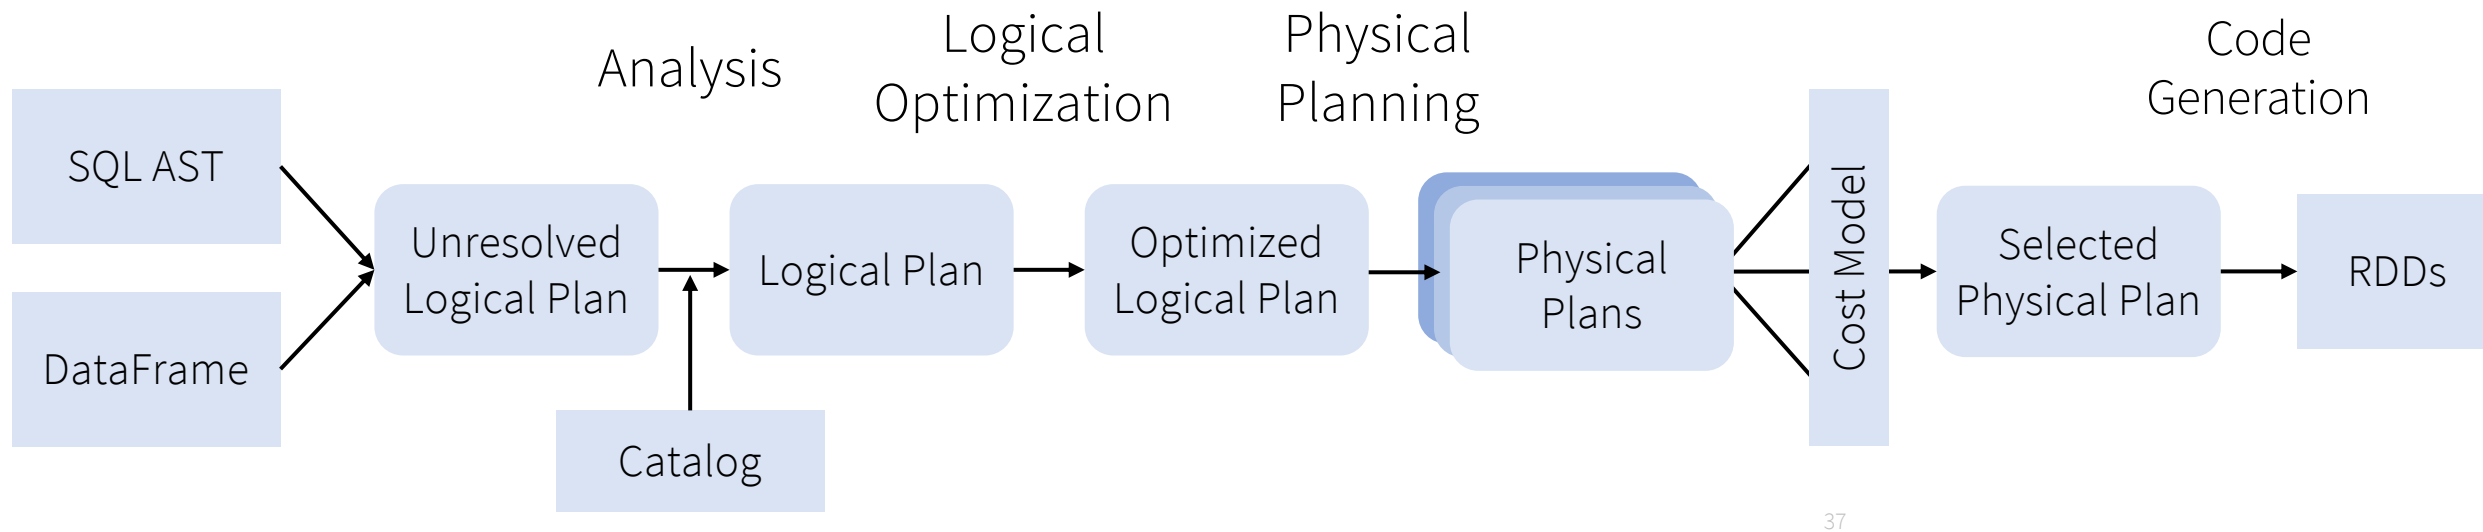 Analysis
Logical
Optimization
Physical
Planning
Code
Generation
SQL AST
DataFrame
Unresolved
Logical Plan
Catalog
Logical Plan
Optimized
Logical Plan
Physical
Plans
Cost Model
Selected
Physical Plan
RDDs
37